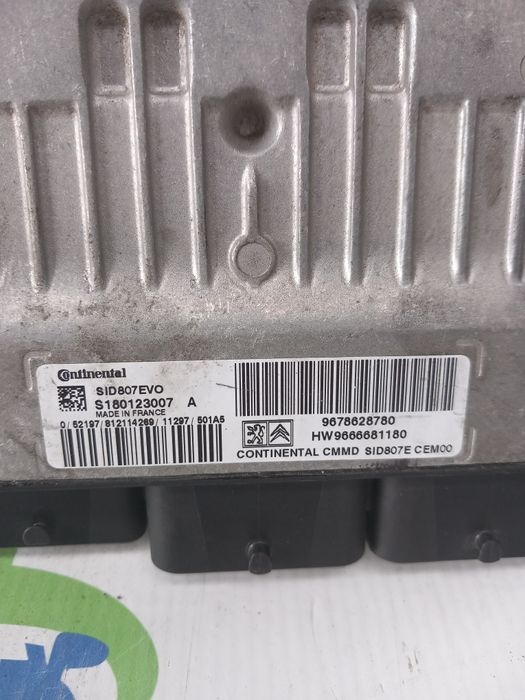 Continental
SID807EVO
S180123007 A
MADE IN FRANCE
0/52197/812114269/11297/501A5
9678628780
HW9666681180
CONTINENTAL CMMD SID807E CEM00